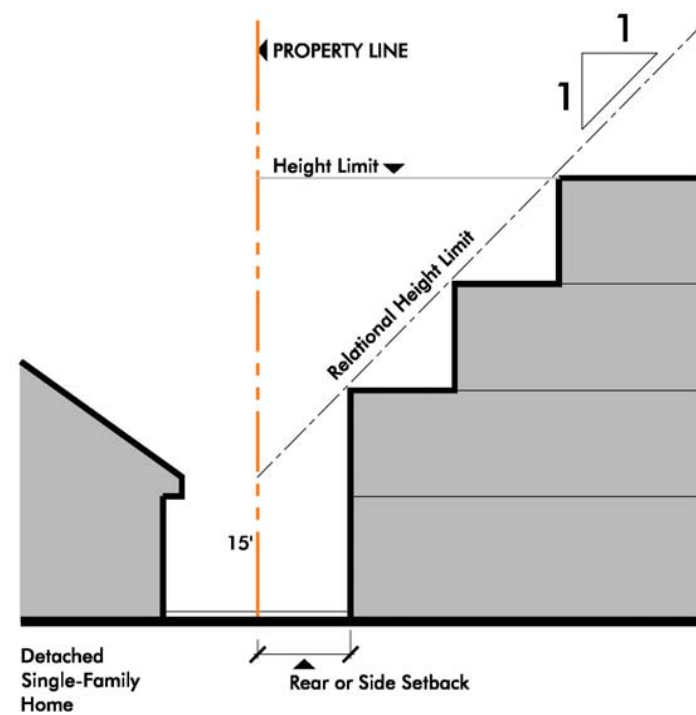 1
PROPERTY LINE
1
Height Limit
Relational Height Limit
15'
Detached
Single-Family
Home
Rear or Side Setback